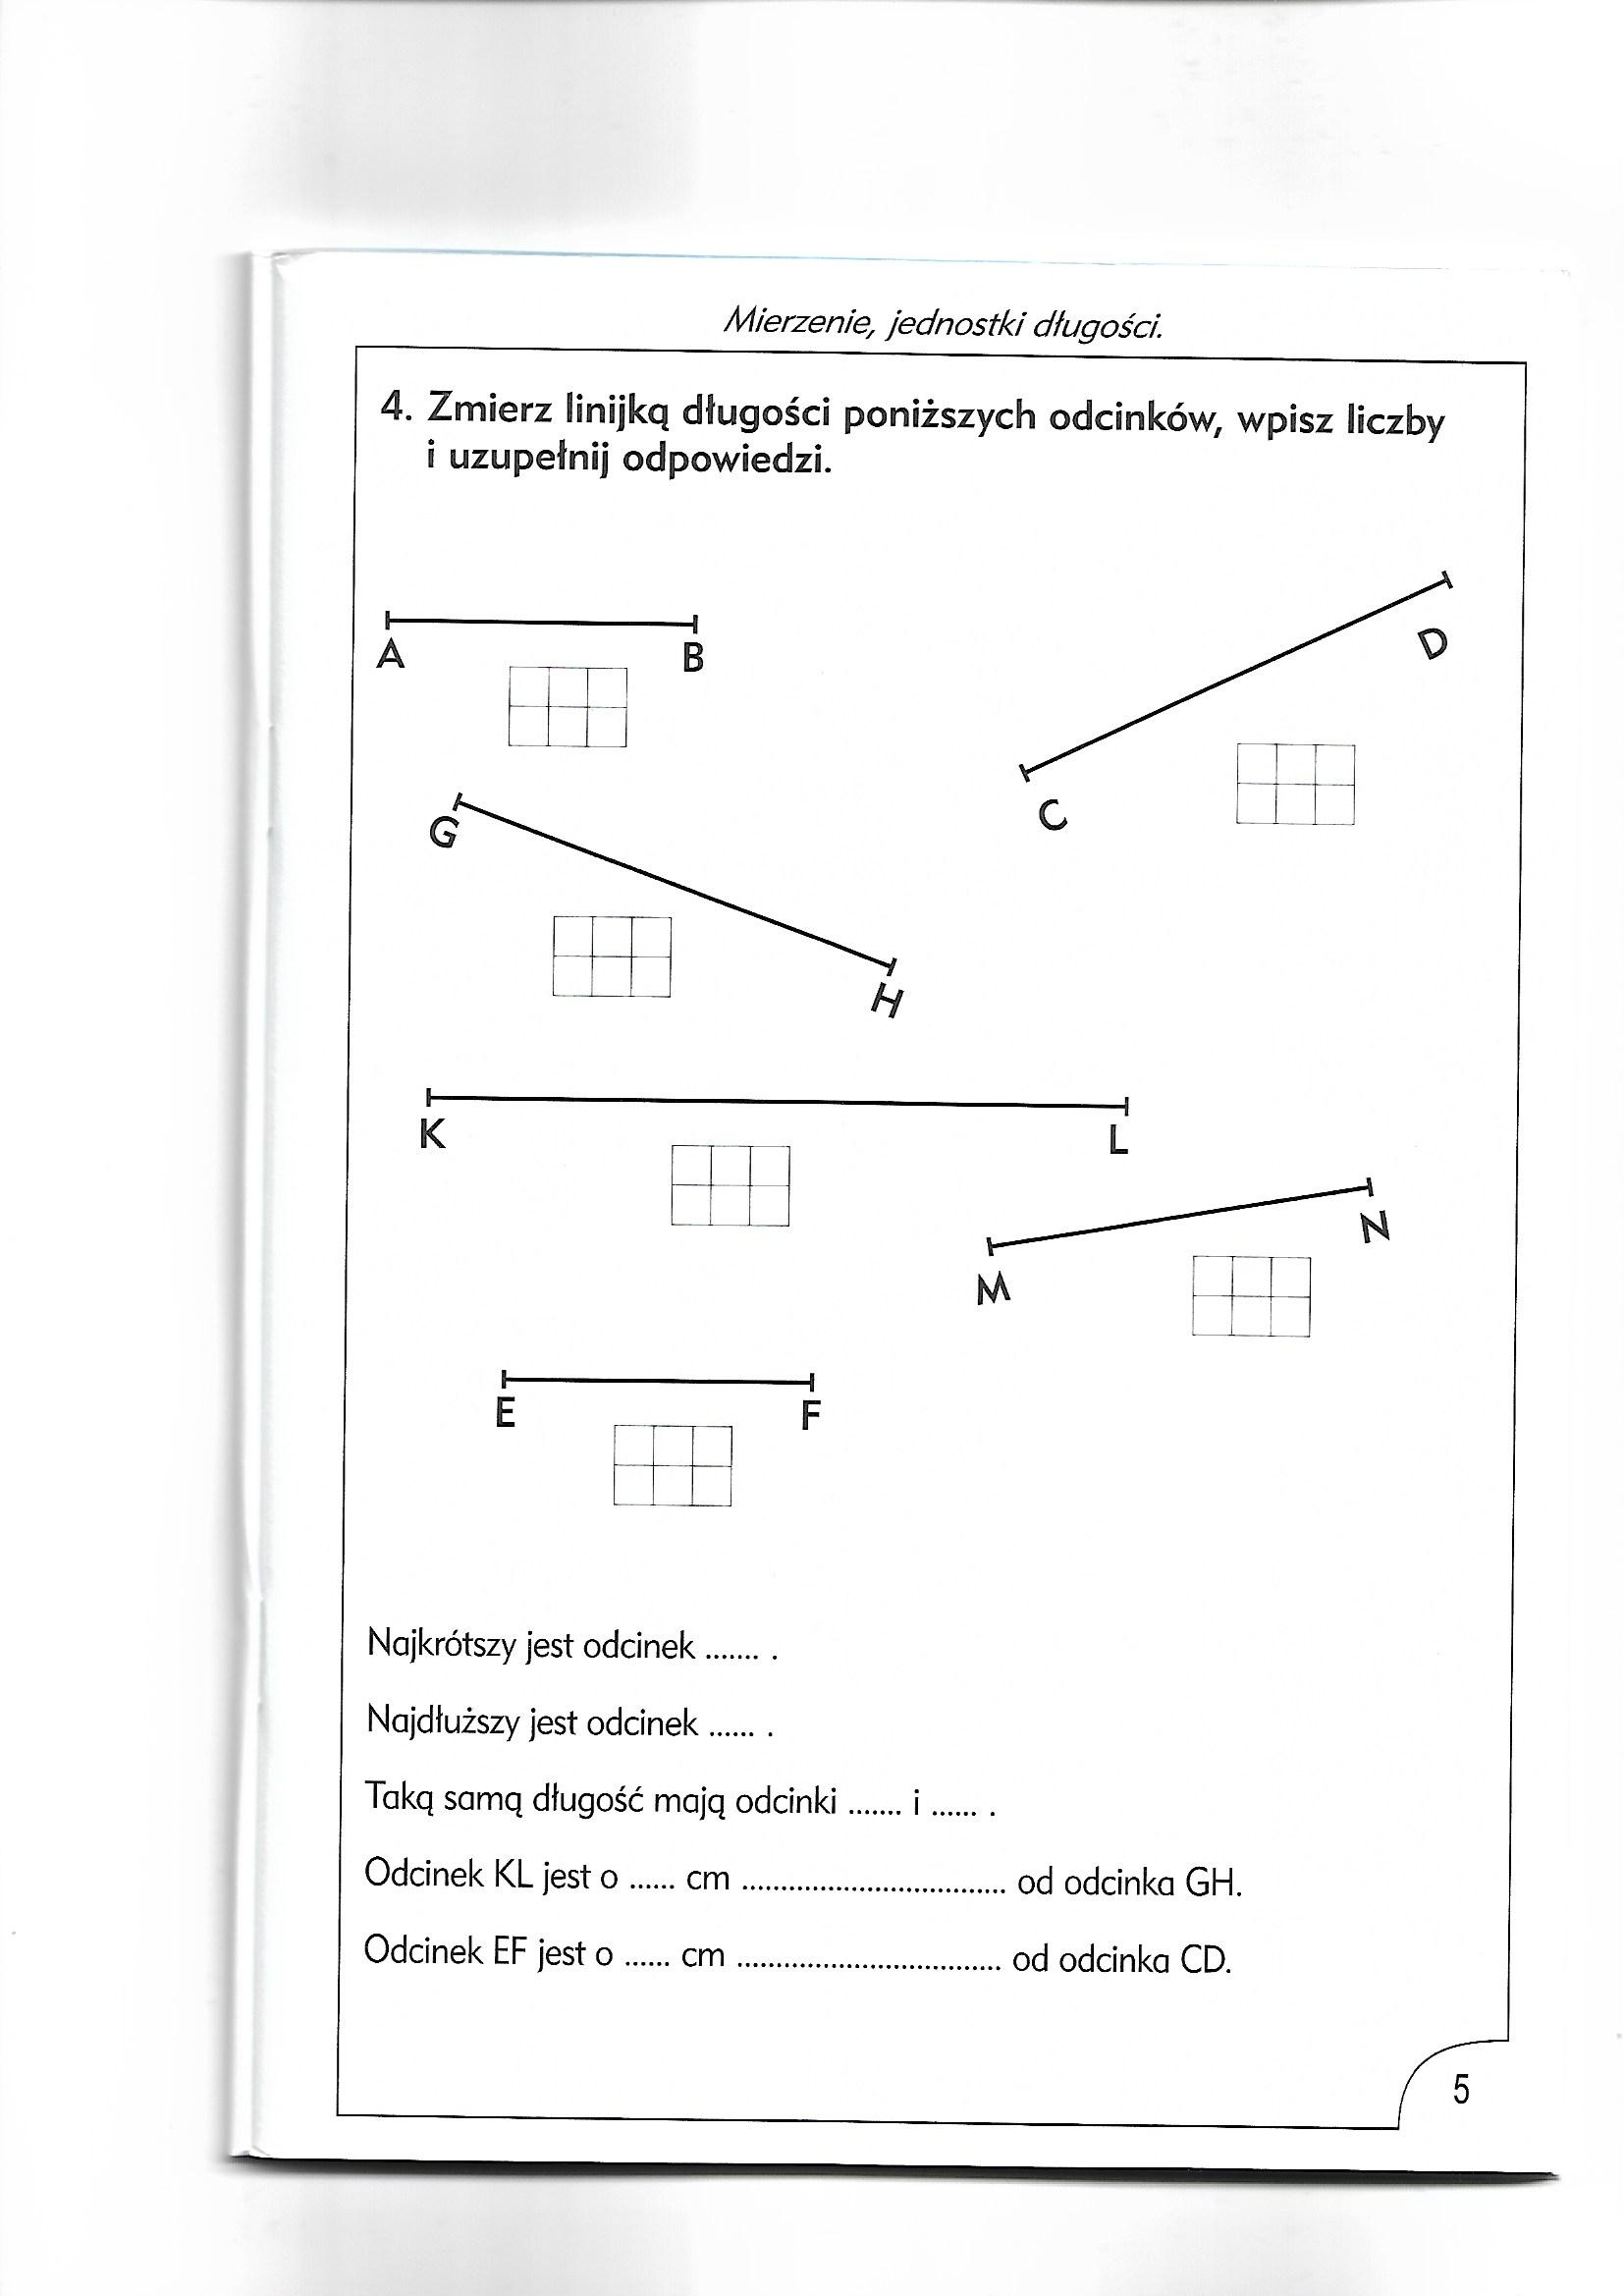 Mierzenie, jednostki długości.
4. Zmierz linijką długości poniższych odcinków, wpisz liczby
i uzupełnij odpowiedzi.
A B
C D
G H
K L
M N
E F
Najkrótszy jest odcinek ....... .
Najdłuższy jest odcinek ...... .
Taką samą długość mają odcinki ....... i ...... .
Odcinek KL jest o ...... cm .................................. od odcinka GH.
Odcinek EF jest o ...... cm .................................. od odcinka CD.
5